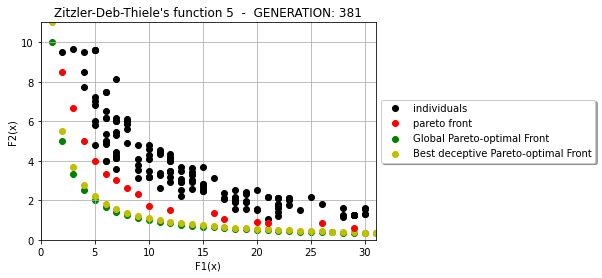 Zitzler-Deb-Thiele's function 5 - GENERATION: 381
F2(x)
10
8
6
4
2
0
0 5 10 15 20 25 30
F1(x)
individuals
pareto front
Global Pareto-optimal Front
Best deceptive Pareto-optimal Front